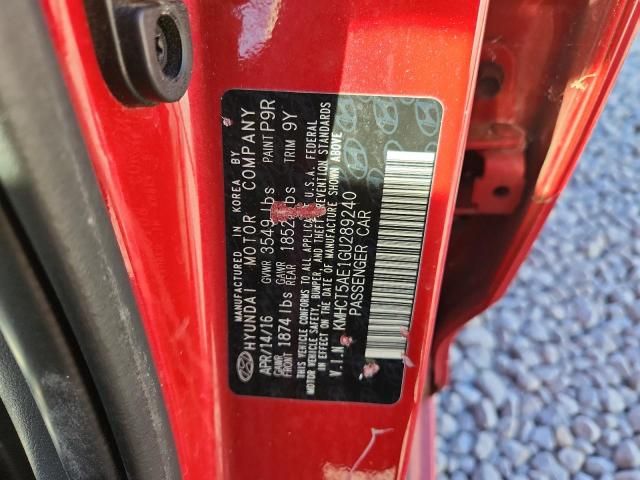 MANUFACTURED IN KOREA BY
HYUNDAI MOTOR COMPANY
APR/14/16 GVWR 3549 lbs PAINT P9R
GAWR FRONT 1874 lbs GAWR REAR 1852 lbs TRIM 9Y
THIS VEHICLE CONFORMS TO ALL APPLICABLE U.S.A. FEDERAL
MOTOR VEHICLE SAFETY, BUMPER, AND THEFT PREVENTION STANDARDS
IN EFFECT ON THE DATE OF MANUFACTURE SHOWN ABOVE
V.I.N: KMHCT5AE1GU289240
PASSENGER CAR